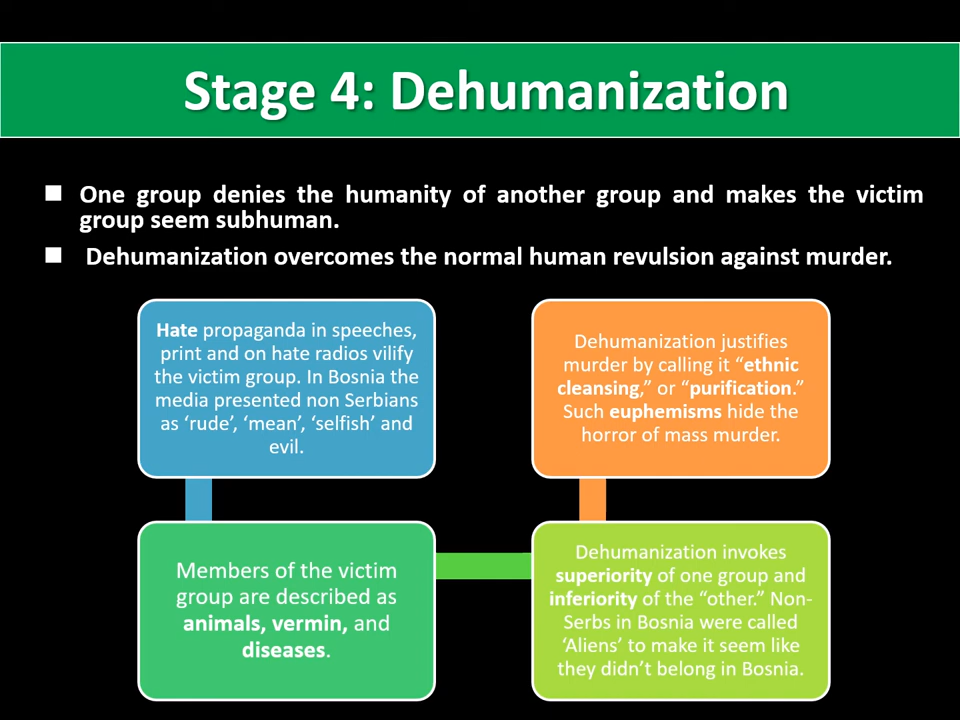 Stage 4: Dehumanization
■ One group denies the humanity of another group and makes the victim
group seem subhuman.
■ Dehumanization overcomes the normal human revulsion against murder.
Hate propaganda in speeches,
print and on hate radios vilify
the victim group. In Bosnia the
media presented non Serbians
as ‘rude’, ‘mean’, ‘selfish’ and
evil.
Members of the victim
group are described as
animals, vermin, and
diseases.
Dehumanization invokes
superiority of one group and
inferiority of the “other.” Non-
Serbs in Bosnia were called
‘Aliens’ to make it seem like
they didn’t belong in Bosnia.
Dehumanization justifies
murder by calling it “ethnic
cleansing,” or “purification.”
Such euphemisms hide the
horror of mass murder.